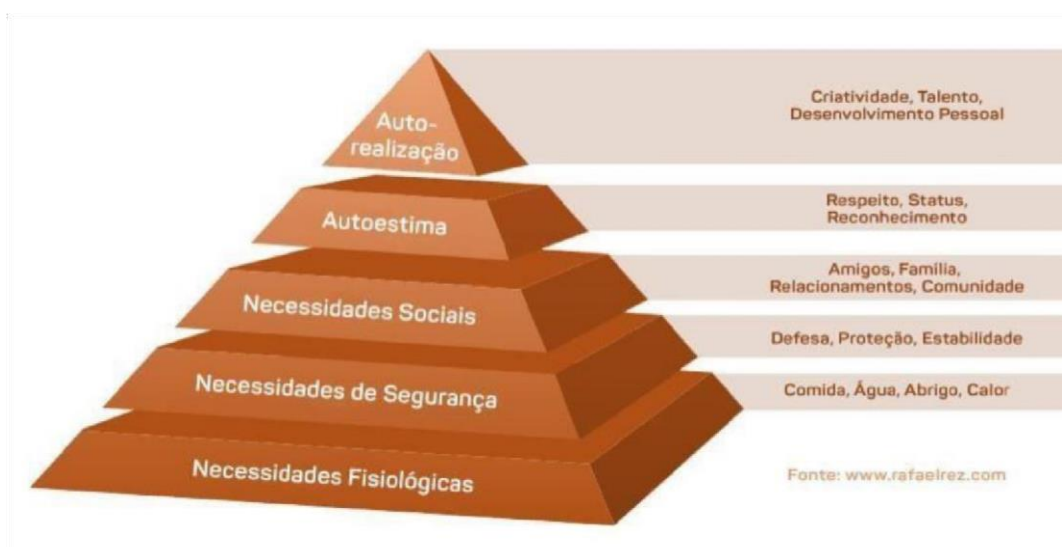 Auto-
realização
Criatividade, Talento,
Desenvolvimento Pessoal
Autoestima
Respeito, Status,
Reconhecimento
Necessidades Sociais
Amigos, Família,
Relacionamentos, Comunidade
Necessidades de Segurança
Defesa, Proteção, Estabilidade
Necessidades Fisiológicas
Comida, Água, Abrigo, Calor
Fonte: www.rafaelrez.com